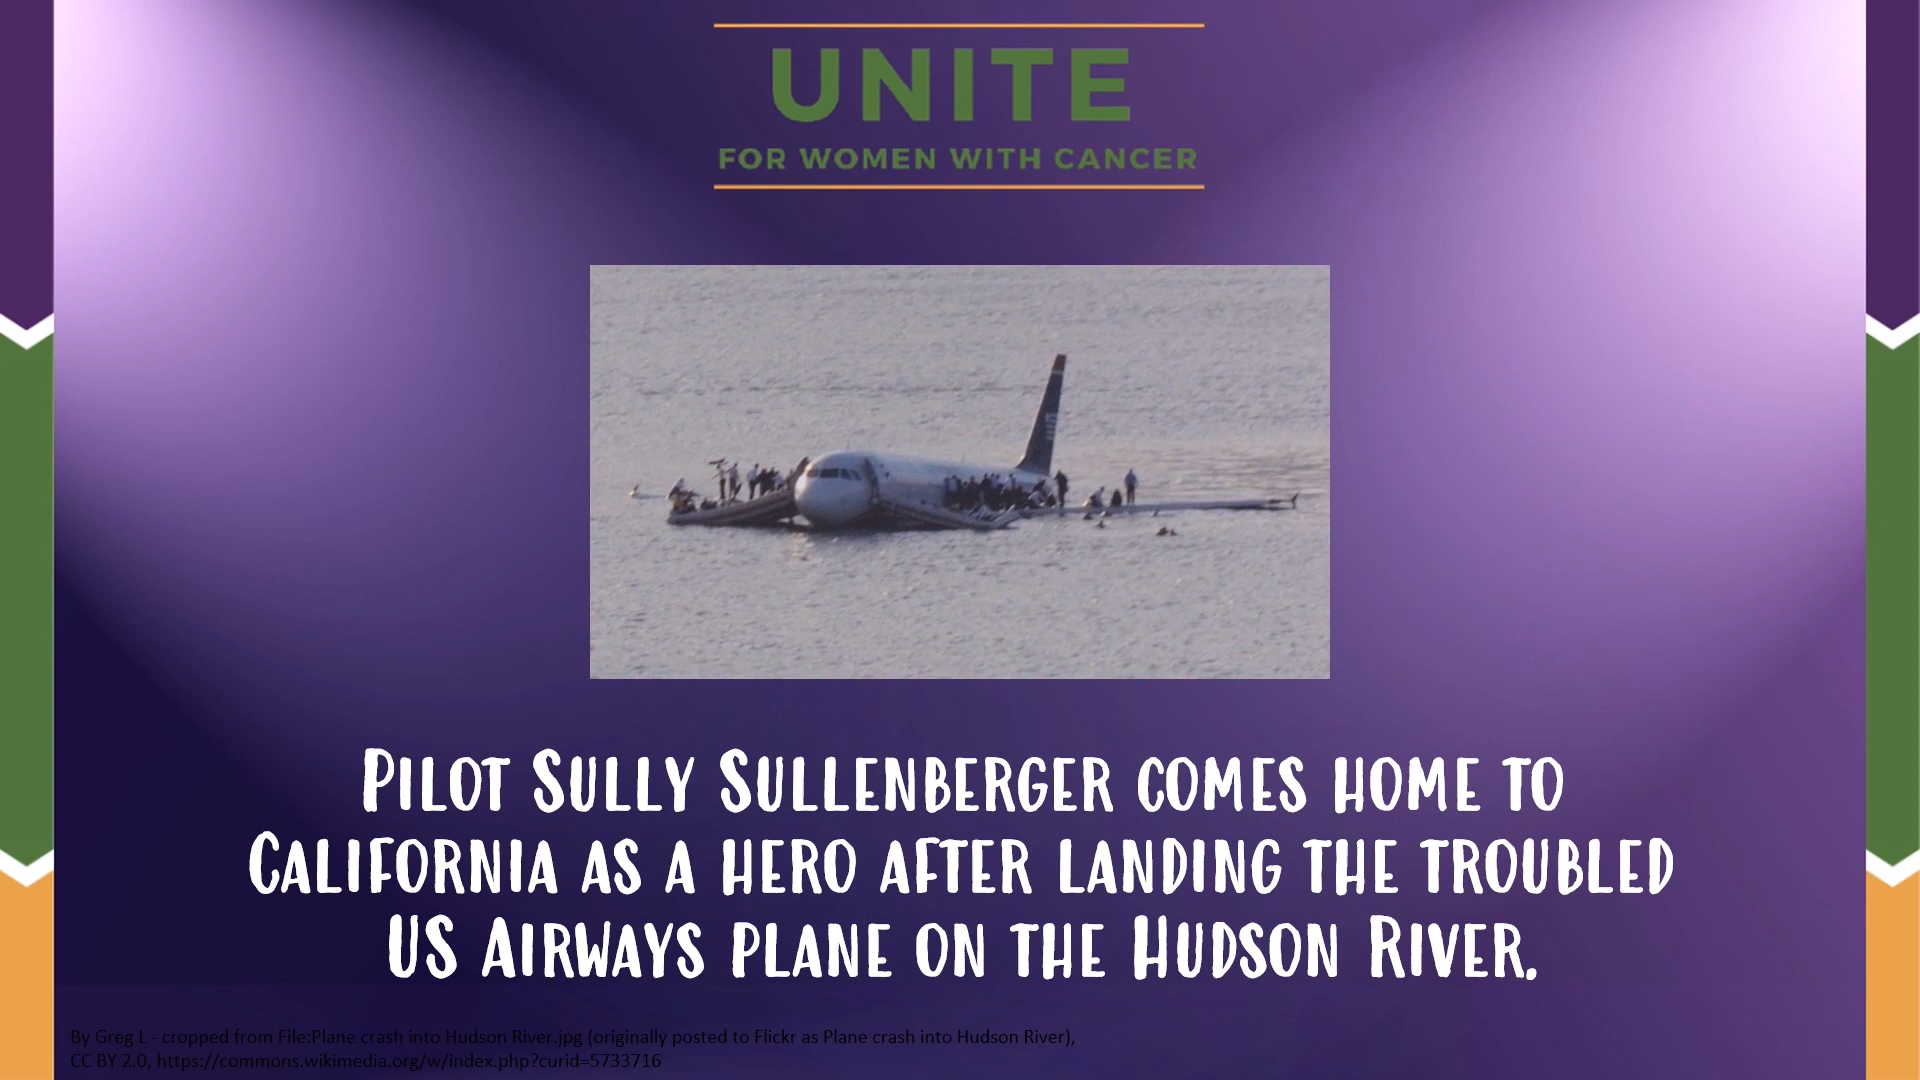 UNITE
FOR WOMEN WITH CANCER
Pilot Sully Sullenberger comes home to
California as a hero after landing the troubled
US Airways plane on the Hudson River.
By Greg L - cropped from File:Plane crash into Hudson River.jpg (originally posted to Flickr as Plane crash into Hudson River),
CC BY 2.0, https://commons.wikimedia.org/w/index.php?curid=5733716